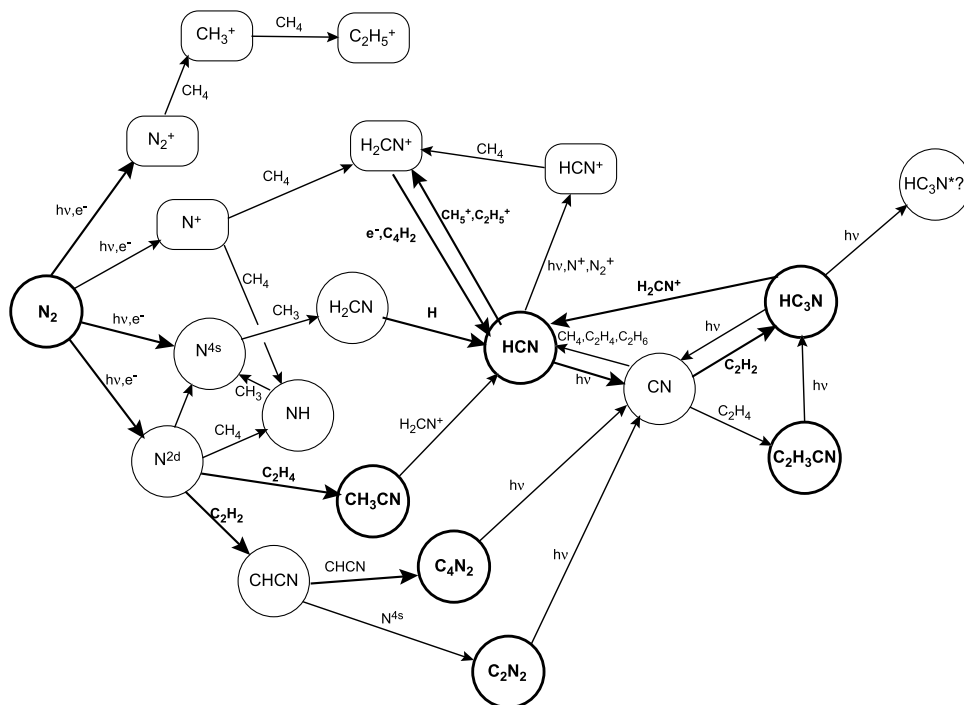 CH₄
CH₃⁺
C₂H₅⁺
CH₄
N₂⁺
H₂CN⁺
CH₄
HCN⁺
HC₃N*?
CH₄
hν,e⁻
N⁺
CH₅⁺,C₂H₅⁺
e⁻,C₄H₂
hν
hν,e⁻
CH₄
hν,N⁺,N₂⁺
H₂CN⁺
N₂
H₂CN
CH₃
H
HC₃N
hν,e⁻
hν
N⁴ˢ
HCN
CH₄,C₂H₄,C₂H₆
hν,e⁻
C₂H₂
hν
CH₃
hν
CN
NH
C₂H₄
H₂CN⁺
CH₄
N²ᵈ
C₂H₃CN
C₂H₄
CH₃CN
hν
C₂H₂
hν
CHCN
C₄N₂
CHCN
N⁴ˢ
C₂N₂